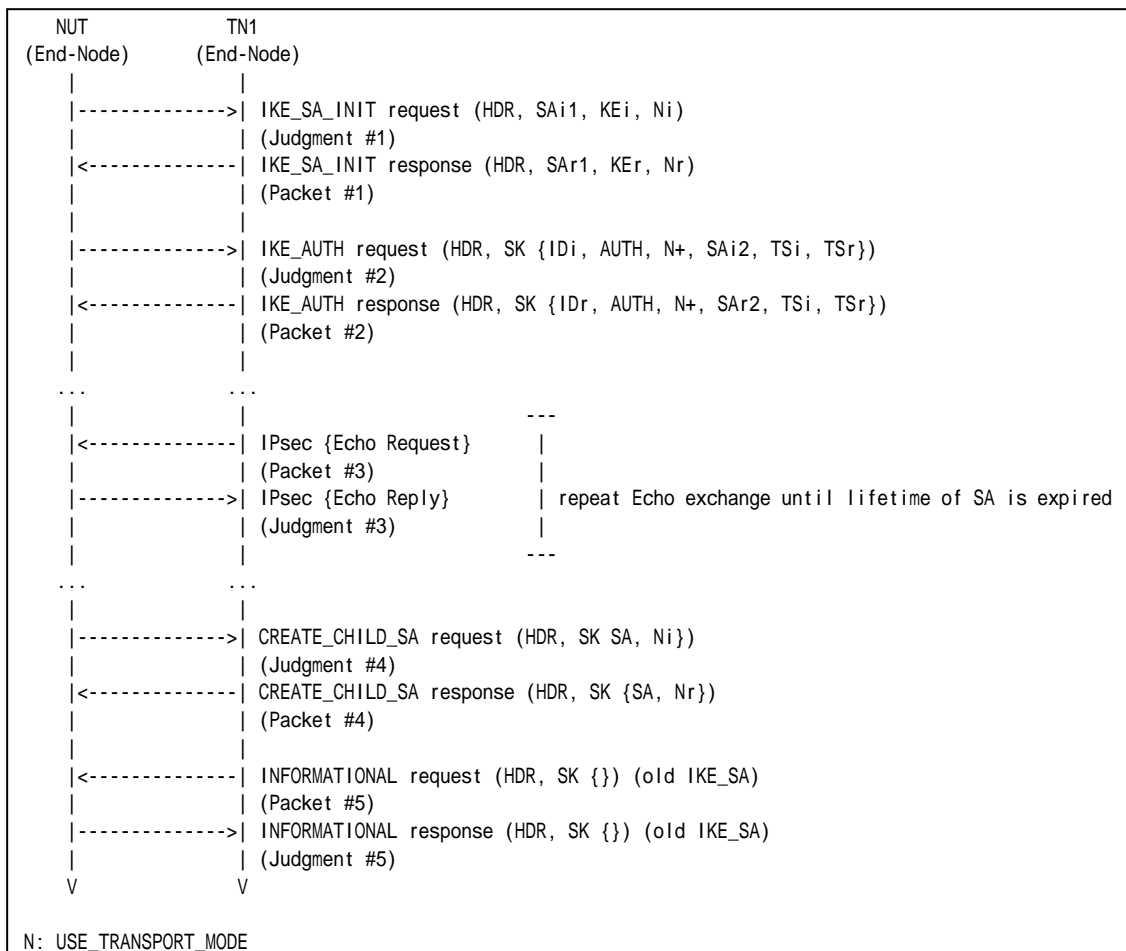 NUT TN1
(End-Node) (End-Node)
| |
|-------------->| IKE_SA_INIT request (HDR, SAi1, KEi, Ni)
| | (Judgment #1)
|<--------------| IKE_SA_INIT response (HDR, SAr1, KEr, Nr)
| | (Packet #1)
| |
|-------------->| IKE_AUTH request (HDR, SK {IDi, AUTH, N+, SAi2, TSi, TSr})
| | (Judgment #2)
|<--------------| IKE_AUTH response (HDR, SK {IDr, AUTH, N+, SAr2, TSi, TSr})
| | (Packet #2)
| |
... ...
| | ---
|<--------------| IPsec {Echo Request} |
| | (Packet #3) |
|-------------->| IPsec {Echo Reply} | repeat Echo exchange until lifetime of SA is expired
| | (Judgment #3) |
| | ---
... ...
| |
|-------------->| CREATE_CHILD_SA request (HDR, SK SA, Ni})
| | (Judgment #4)
|<--------------| CREATE_CHILD_SA response (HDR, SK {SA, Nr})
| | (Packet #4)
| |
|<--------------| INFORMATIONAL request (HDR, SK {}) (old IKE_SA)
| | (Packet #5)
|-------------->| INFORMATIONAL response (HDR, SK {}) (old IKE_SA)
| | (Judgment #5)
V V
N: USE_TRANSPORT_MODE